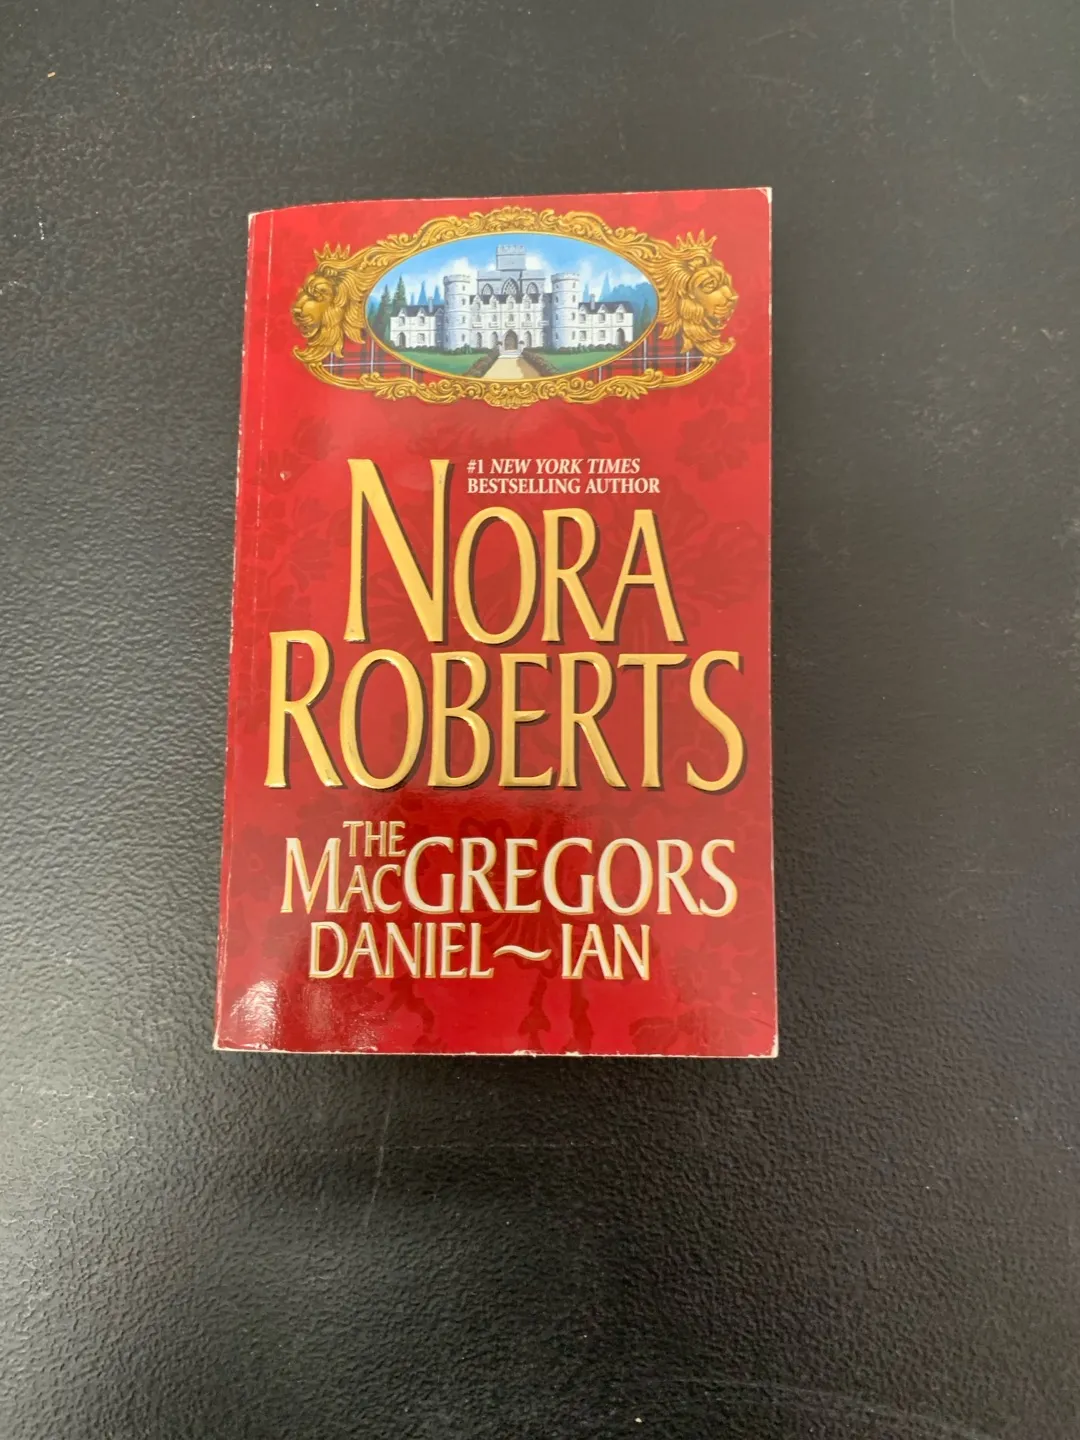 #1 NEW YORK TIMES
BESTSELLING AUTHOR
NORA
ROBERTS
THE
MACGREGORS
DANIEL~IAN